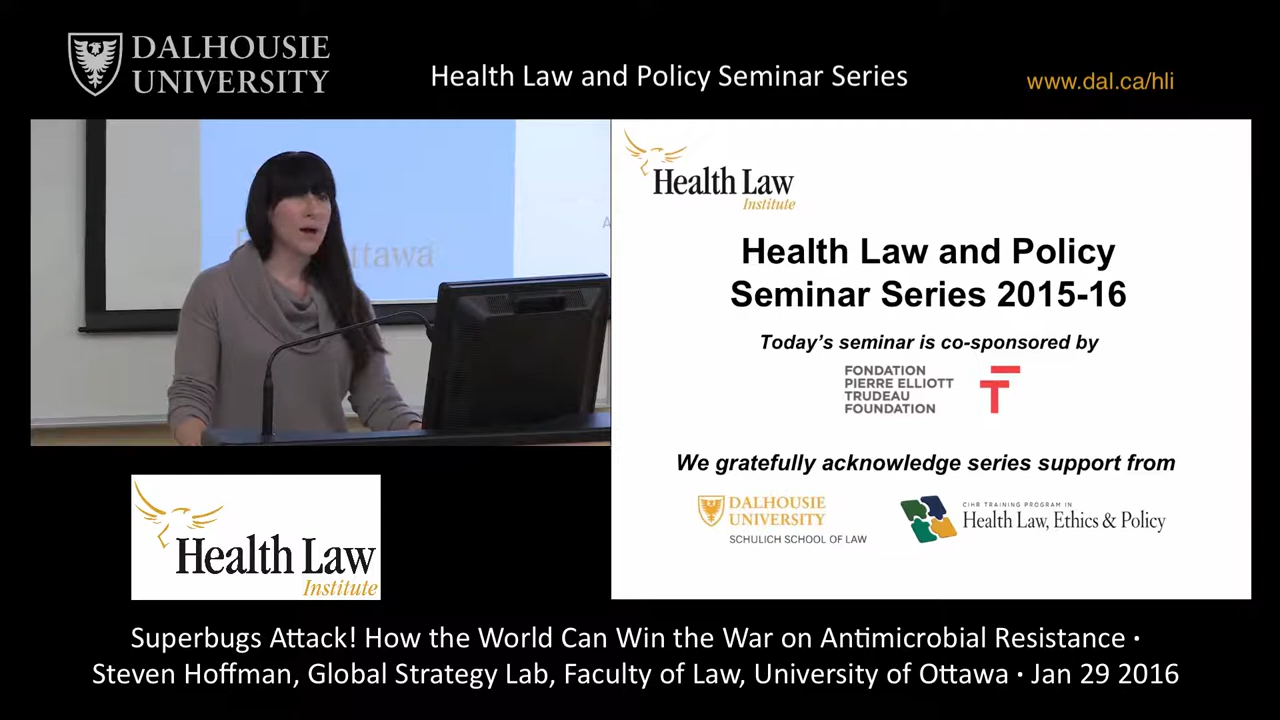 DALHOUSIE
UNIVERSITY
Health Law and Policy Seminar Series
www.dal.ca/hli
ttawa
A
Health Law
Institute
Health Law and Policy
Seminar Series 2015-16
Today's seminar is co-sponsored by
FONDATION
PIERRE ELLIOTT
TRUDEAU
FOUNDATION
We gratefully acknowledge series support from
DALHOUSIE
UNIVERSITY
SCHULICH SCHOOL OF LAW
CIHR TRAINING PROGRAM IN
Health Law, Ethics & Policy
Health Law
Institute
Superbugs Attack! How the World Can Win the War on Antimicrobial Resistance •
Steven Hoffman, Global Strategy Lab, Faculty of Law, University of Ottawa • Jan 29 2016